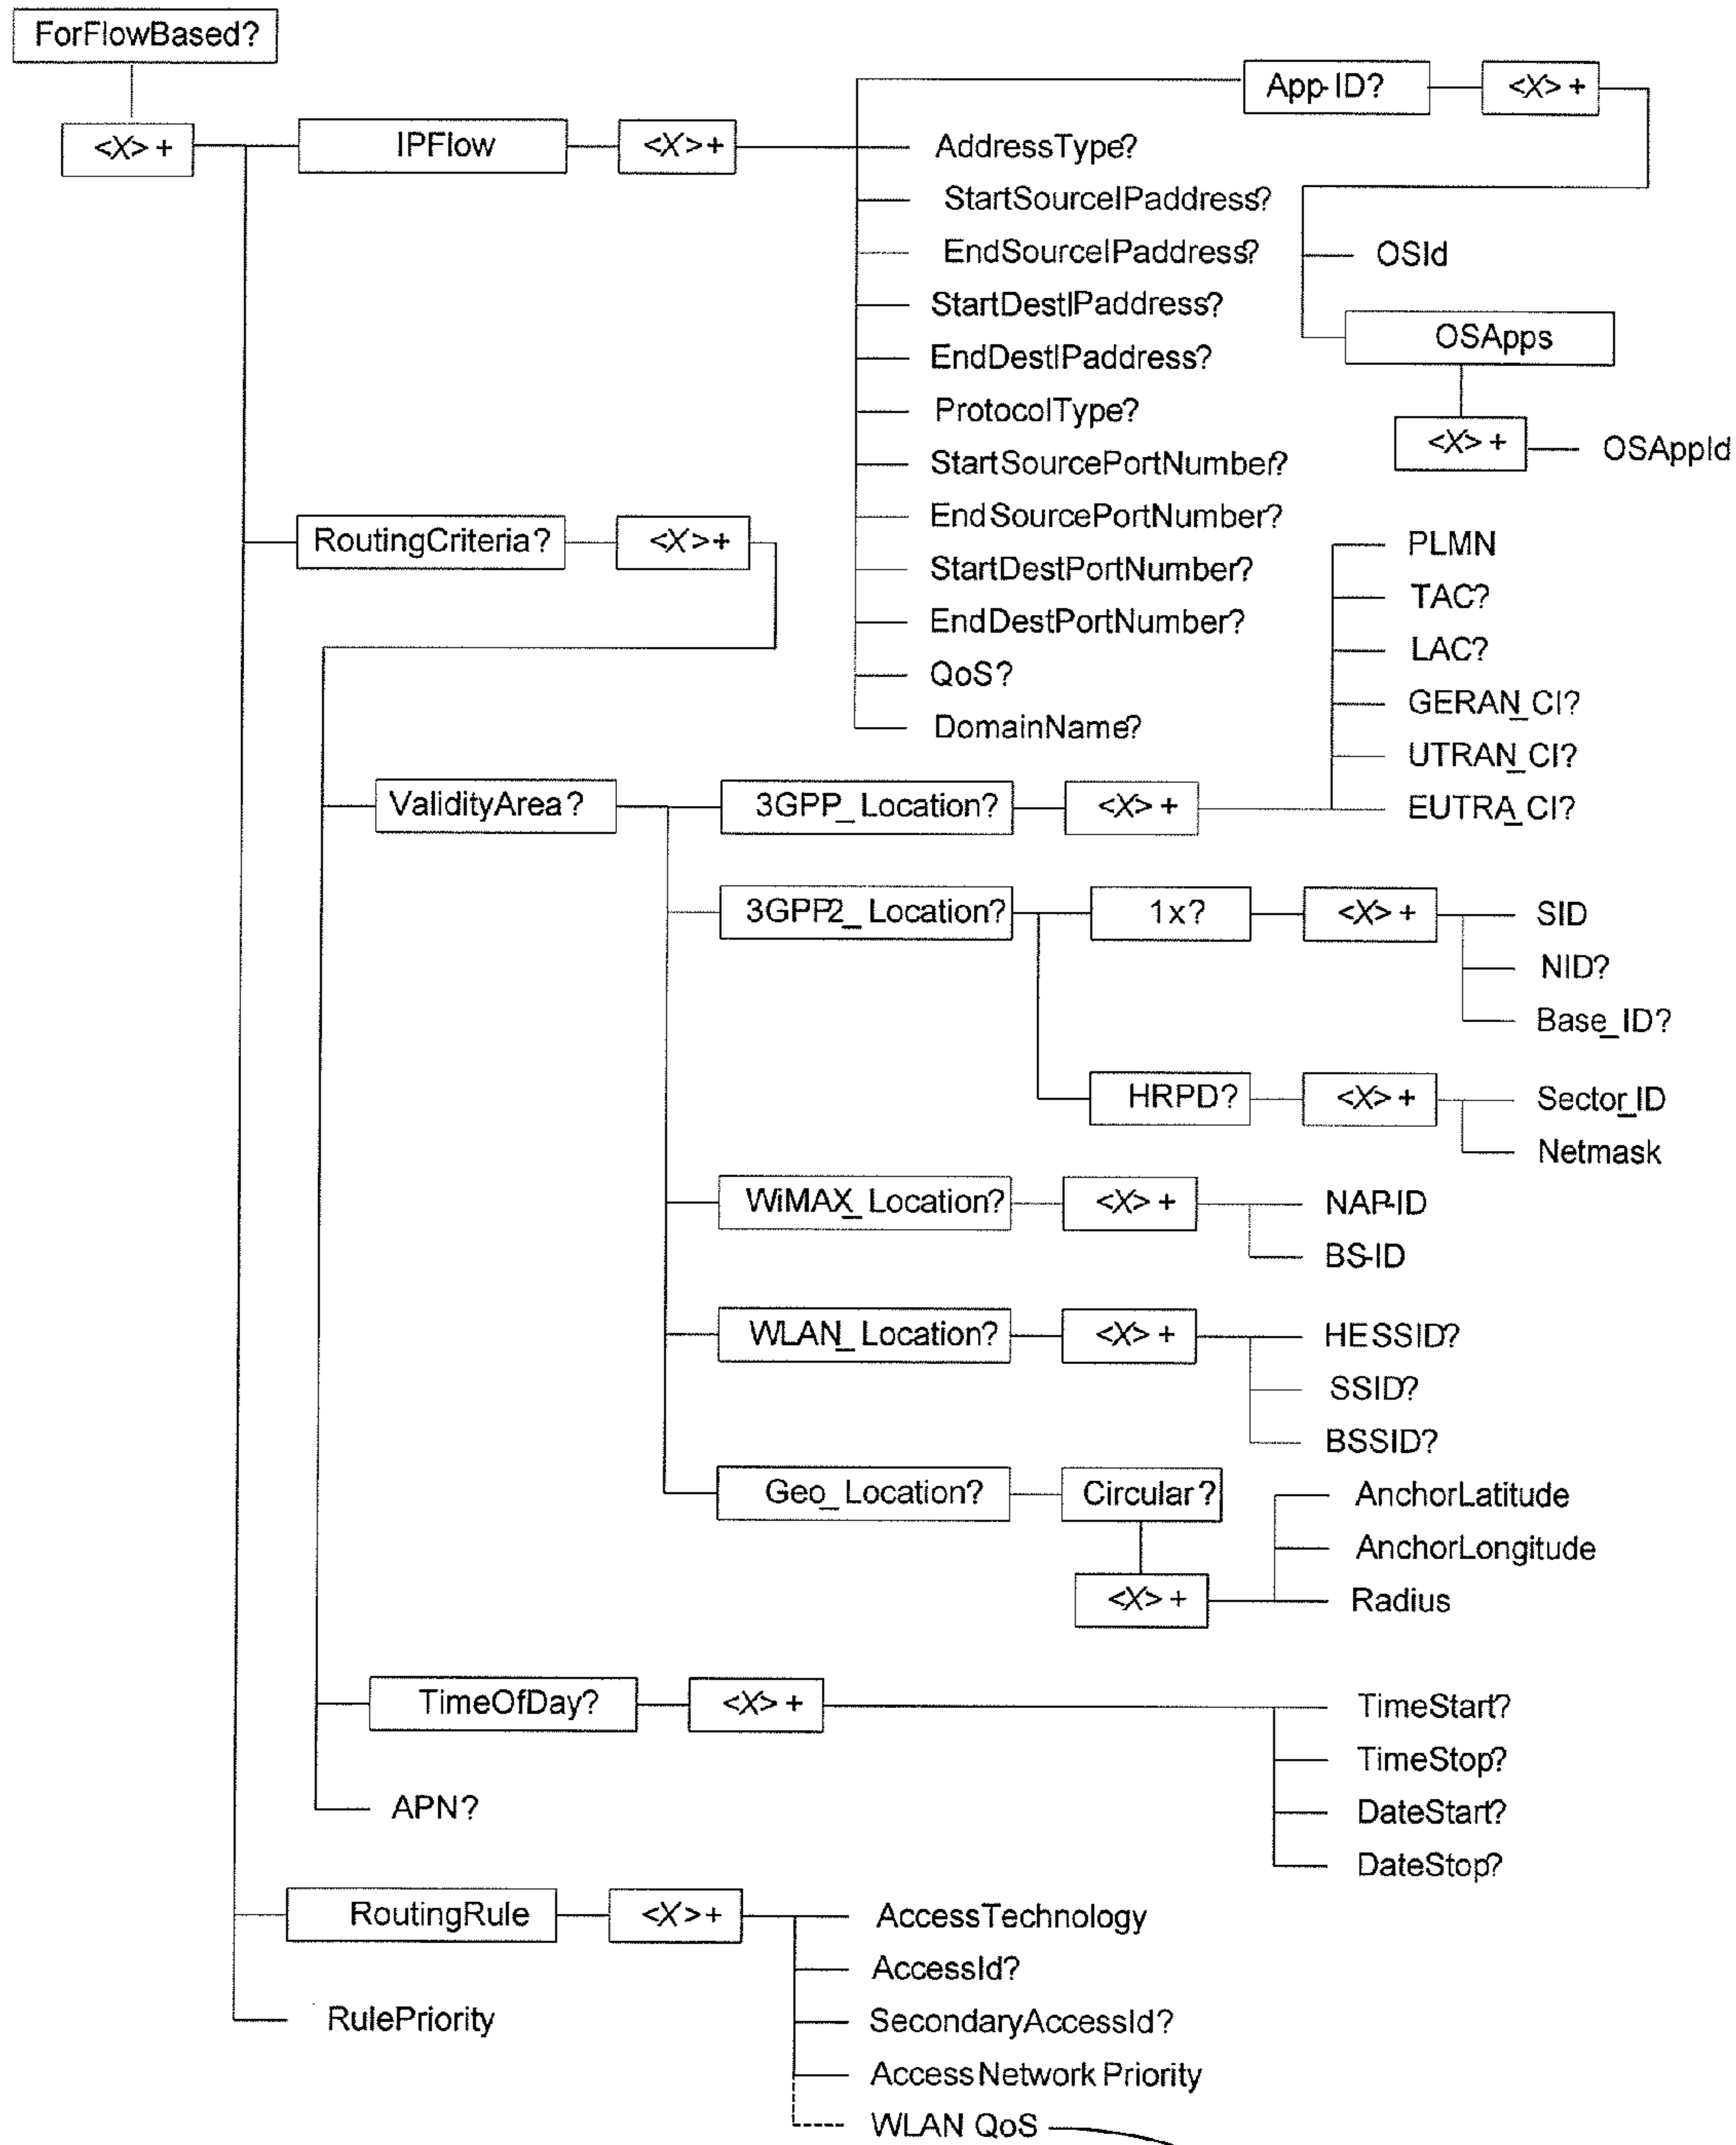 ForFlowBased?
<X>+
IPFlow
<X>+
App-ID?
<X>+
AddressType?
StartSourceIPaddress?
EndSourceIPaddress?
StartDestIPaddress?
EndDestIPaddress?
ProtocolType?
StartSourcePortNumber?
EndSourcePortNumber?
StartDestPortNumber?
EndDestPortNumber?
QoS?
DomainName?
OSId
OSApps
<X>+
OSAppId
RoutingCriteria?
<X>+
ValidityArea?
3GPP_Location?
<X>+
PLMN
TAC?
LAC?
GERAN_CI?
UTRAN_CI?
EUTRA_CI?
3GPP2_Location?
1x?
<X>+
SID
NID?
Base_ID?
HRPD?
<X>+
Sector_ID
Netmask
WiMAX_Location?
<X>+
NAP-ID
BS-ID
WLAN_Location?
<X>+
HESSID?
SSID?
BSSID?
Geo_Location?
Circular?
<X>+
AnchorLatitude
AnchorLongitude
Radius
TimeOfDay?
<X>+
TimeStart?
TimeStop?
DateStart?
DateStop?
APN?
RoutingRule
<X>+
AccessTechnology
AccessId?
SecondaryAccessId?
AccessNetworkPriority
WLAN QoS
RulePriority